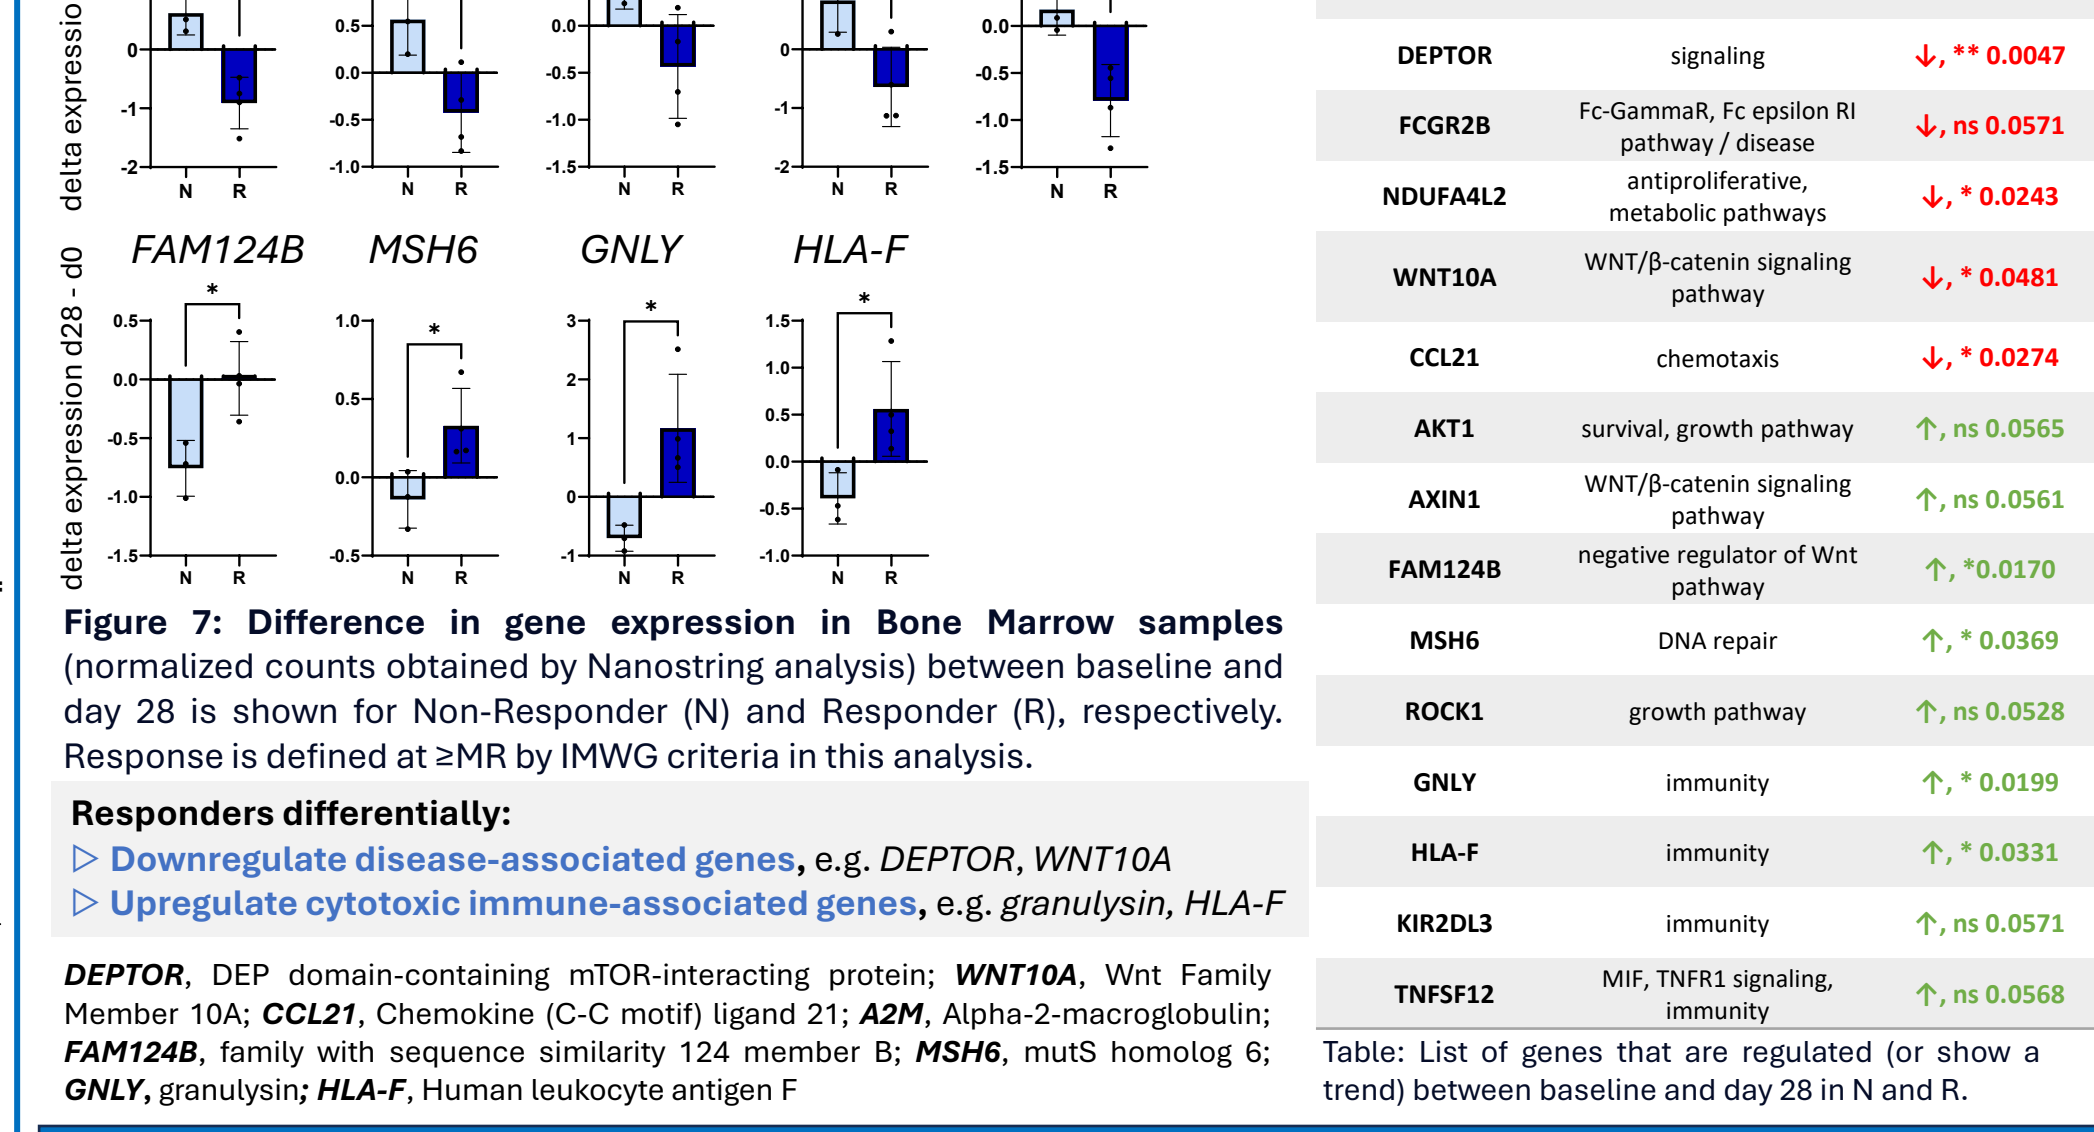 delta expressio
0
-1
-2
N R
0.5
0.0
-0.5
-1.0
N R
0.0
-0.5
-1.0
-1.5
N R
0
-1
-2
N R
0.0
-0.5
-1.0
-1.5
N R
delta expression d28 - d0
FAM124B
*
0.5
0.0
-0.5
-1.0
-1.5
N R
MSH6
*
1.0
0.5
0.0
-0.5
N R
GNLY
*
3
2
1
0
-1
N R
HLA-F
*
1.5
1.0
0.5
0.0
-0.5
-1.0
N R
Figure 7: Difference in gene expression in Bone Marrow samples
(normalized counts obtained by Nanostring analysis) between baseline and
day 28 is shown for Non-Responder (N) and Responder (R), respectively.
Response is defined at ≥MR by IMWG criteria in this analysis.
Responders differentially:
▷ Downregulate disease-associated genes, e.g. DEPTOR, WNT10A
▷ Upregulate cytotoxic immune-associated genes, e.g. granulysin, HLA-F
DEPTOR, DEP domain-containing mTOR-interacting protein; WNT10A, Wnt Family
Member 10A; CCL21, Chemokine (C-C motif) ligand 21; A2M, Alpha-2-macroglobulin;
FAM124B, family with sequence similarity 124 member B; MSH6, mutS homolog 6;
GNLY, granulysin; HLA-F, Human leukocyte antigen F
DEPTOR signaling ↓, ** 0.0047
FCGR2B Fc-GammaR, Fc epsilon RI
pathway / disease ↓, ns 0.0571
NDUFA4L2 antiproliferative,
metabolic pathways ↓, * 0.0243
WNT10A WNT/β-catenin signaling
pathway ↓, * 0.0481
CCL21 chemotaxis ↓, * 0.0274
AKT1 survival, growth pathway ↑, ns 0.0565
AXIN1 WNT/β-catenin signaling
pathway ↑, ns 0.0561
FAM124B negative regulator of Wnt
pathway ↑, *0.0170
MSH6 DNA repair ↑, * 0.0369
ROCK1 growth pathway ↑, ns 0.0528
GNLY immunity ↑, * 0.0199
HLA-F immunity ↑, * 0.0331
KIR2DL3 immunity ↑, ns 0.0571
TNFSF12 MIF, TNFR1 signaling,
immunity ↑, ns 0.0568
Table: List of genes that are regulated (or show a
trend) between baseline and day 28 in N and R.